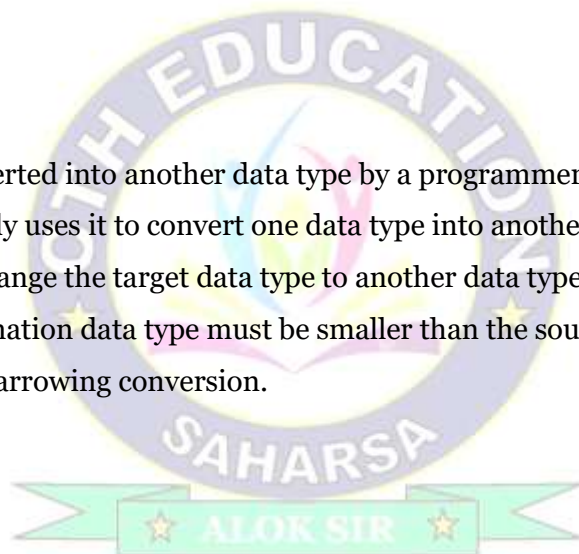 OTH EDUCATION
erted into another data type by a programmer
ly uses it to convert one data type into anothe
ange the target data type to another data type
nation data type must be smaller than the sou
arrowing conversion.
SAHARSA
ALOK SIR